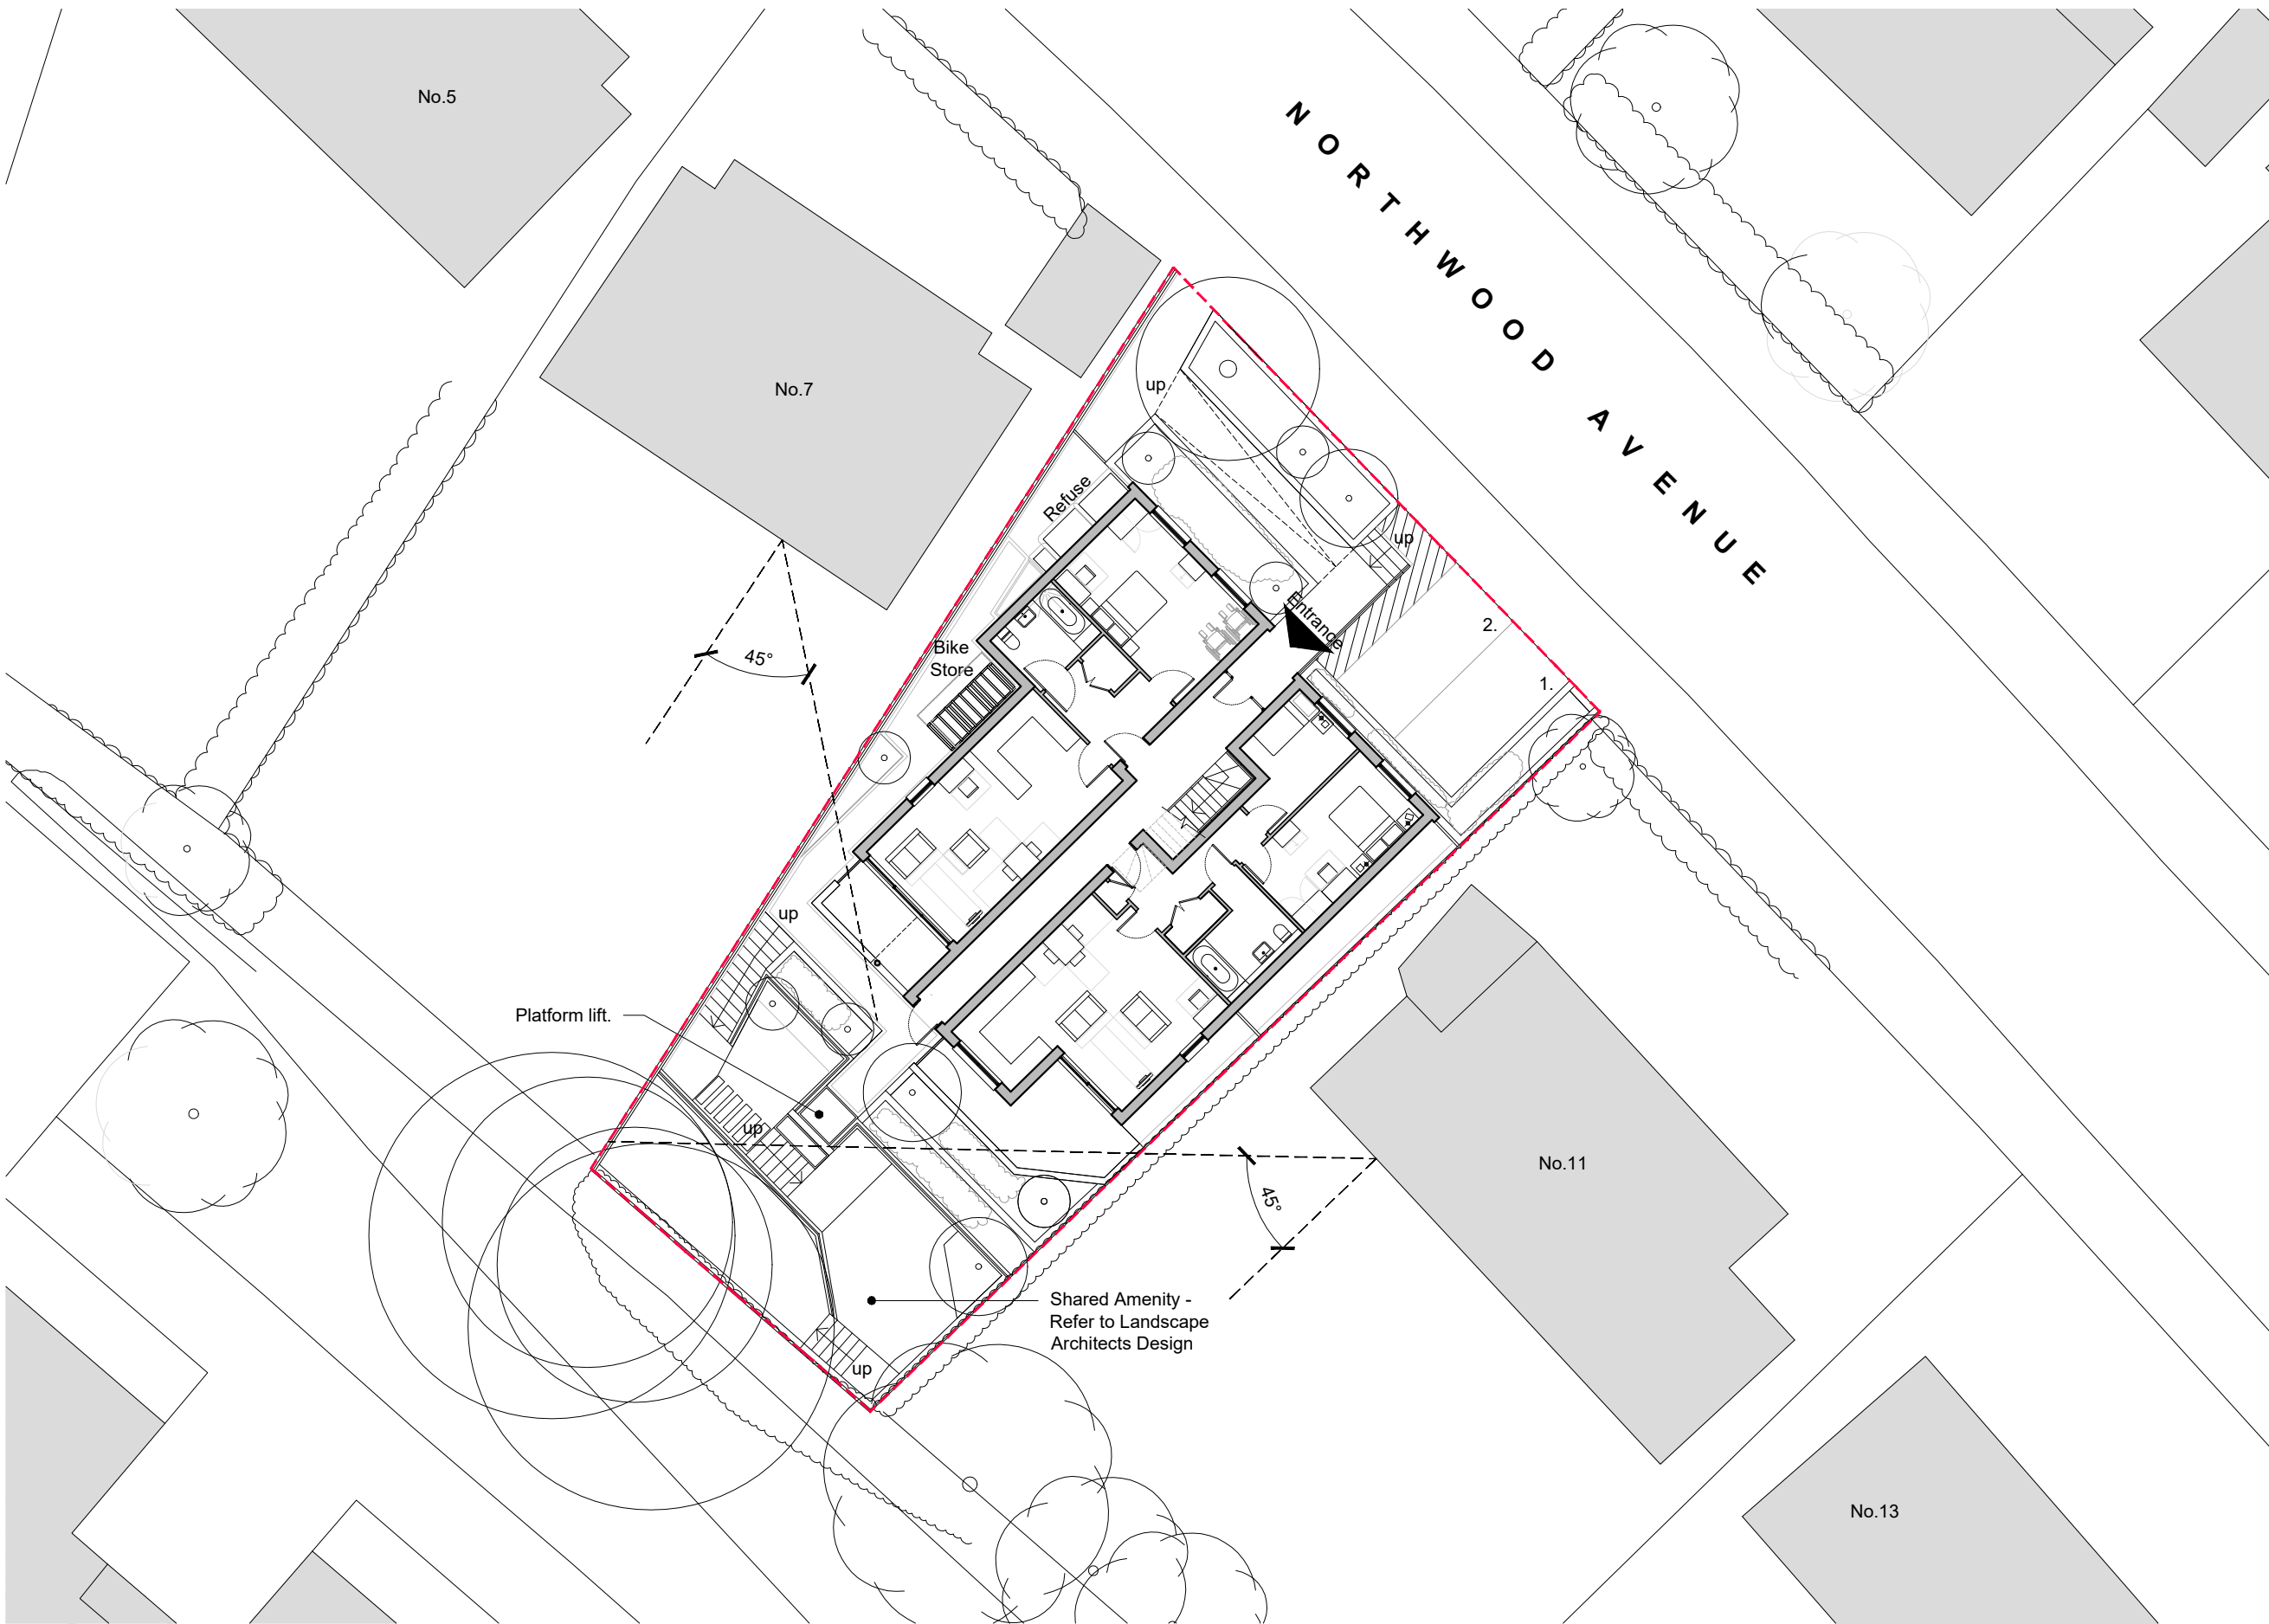 No.5
NORTHWOOD AVENUE
No.7
up
Refuse
up
Entrance
2.
Bike
Store
45°
1.
up
Platform lift.
up
No.11
45°
Shared Amenity -
Refer to Landscape
Architects Design
up
No.13